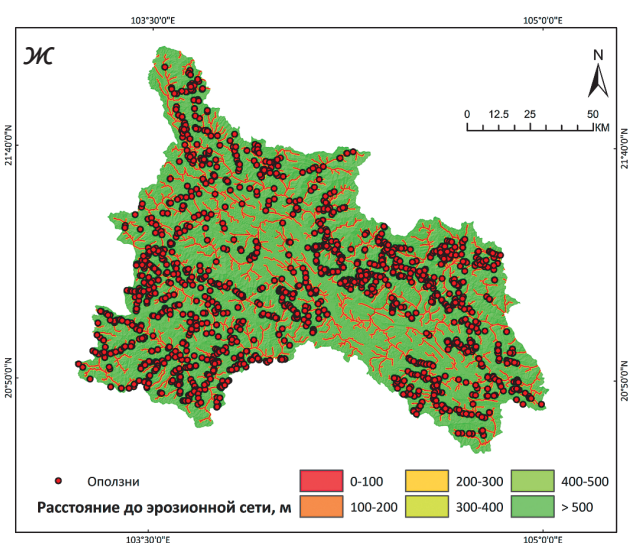 103°30'0"E 105°0'0"E
Ж
N
0 12.5 25 50
КМ
21°40'0"N 21°40'0"N
20°50'0"N 20°50'0"N
Оползни
0-100 200-300 400-500
Расстояние до эрозионной сети, м
100-200 300-400 > 500
103°30'0"E 105°0'0"E